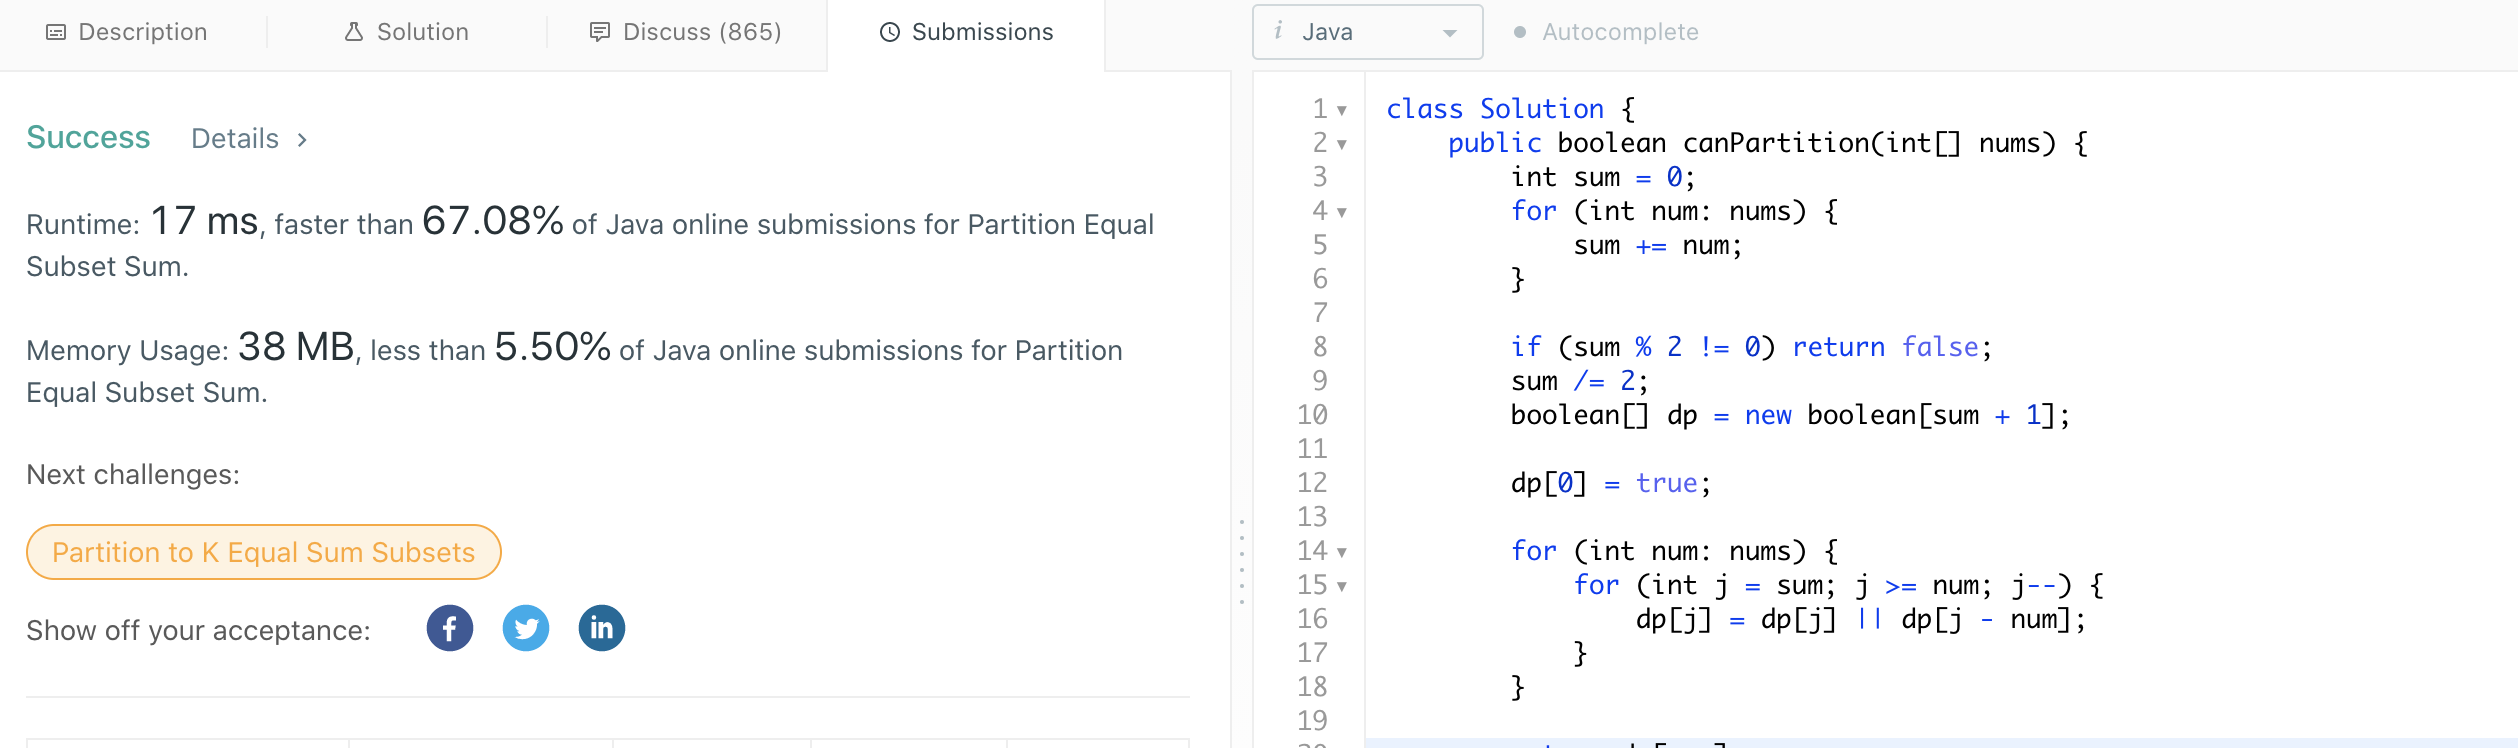 Description
Solution
Discuss (865)
Submissions
Success Details >
Runtime: 17 ms, faster than 67.08% of Java online submissions for Partition Equal
Subset Sum.
Memory Usage: 38 MB, less than 5.50% of Java online submissions for Partition
Equal Subset Sum.
Next challenges:
Partition to K Equal Sum Subsets
Show off your acceptance:
f
in
i Java
Autocomplete
1 class Solution {
2 public boolean canPartition(int[] nums) {
3 int sum = 0;
4 for (int num: nums) {
5 sum += num;
6 }
7
8 if (sum % 2 != 0) return false;
9 sum /= 2;
10 boolean[] dp = new boolean[sum + 1];
11
12 dp[0] = true;
13
14 for (int num: nums) {
15 for (int j = sum; j >= num; j--) {
16 dp[j] = dp[j] || dp[j - num];
17 }
18 }
19